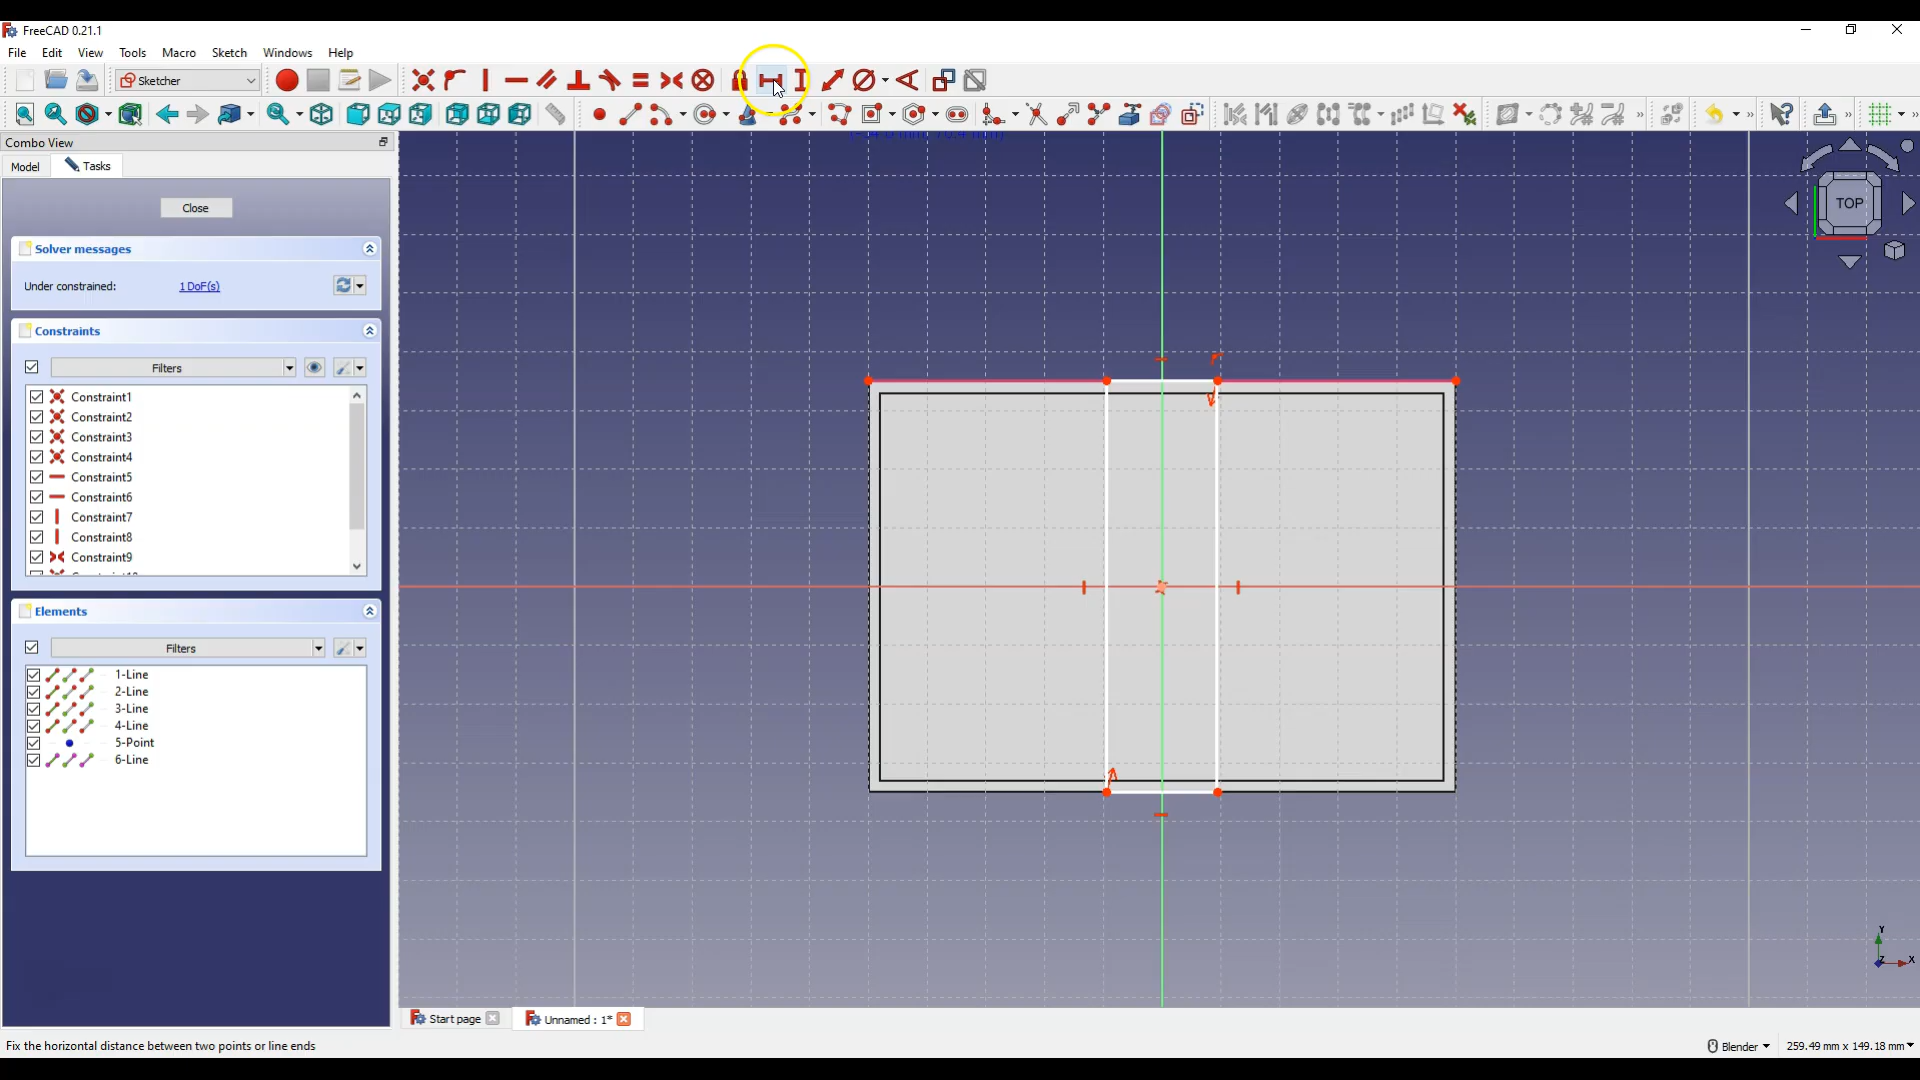 FreeCAD 0.21.1
File Edit View Tools Macro Sketch Windows Help
Sketcher
Combo View
Model Tasks
Close
Solver messages
Under constrained: 1 DoF(s)
Constraints
Filters
Constraint1
Constraint2
Constraint3
Constraint4
Constraint5
Constraint6
Constraint7
Constraint8
Constraint9
Elements
Filters
1-Line
2-Line
3-Line
4-Line
5-Point
6-Line
TOP
Y
Z X
Start page Unnamed : 1*
Fix the horizontal distance between two points or line ends
Blender 259.49 mm x 149.18 mm